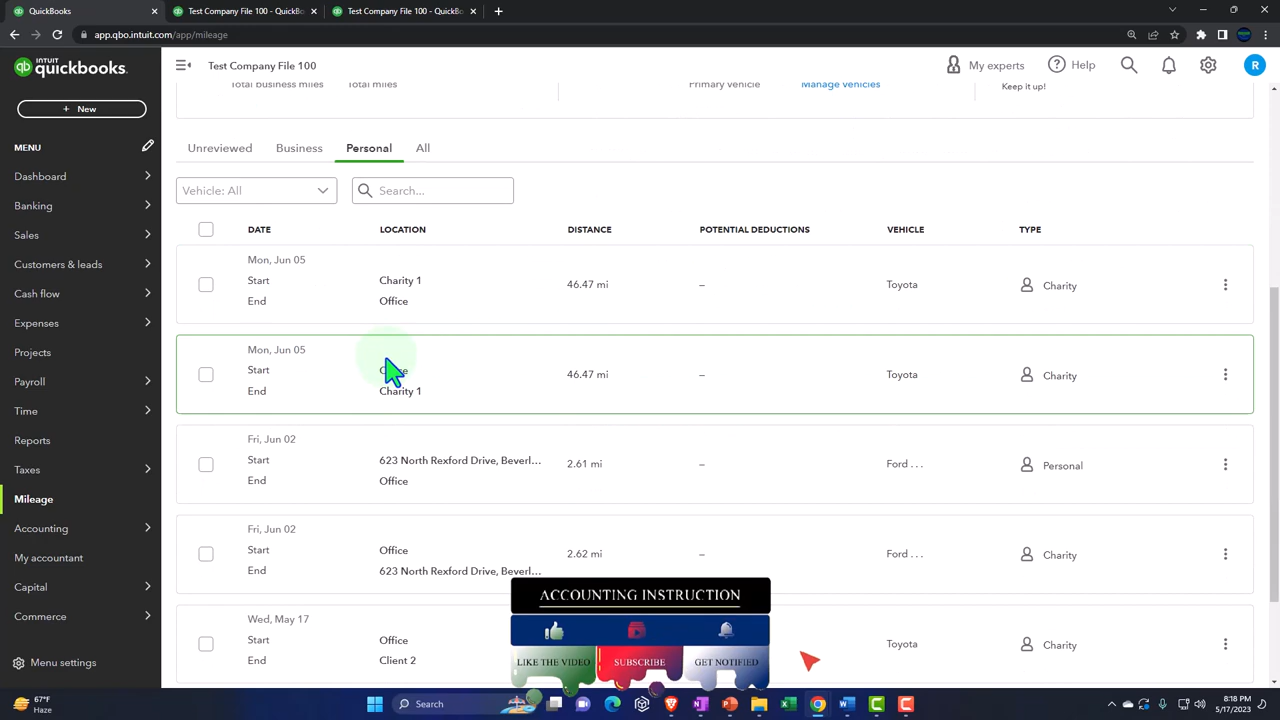 QuickBooks
Test Company File 100 - QuickBo
Test Company File 100 - QuickBo
app.qbo.intuit.com/app/mileage
INTUIT
quickbooks.
Test Company File 100
My experts
Help
R
+ New
MENU
Dashboard
Banking
Sales
Customers & leads
Cash flow
Expenses
Projects
Payroll
Time
Reports
Taxes
Mileage
Accounting
My accountant
Capital
Commerce
Menu settings
Total business miles Total miles Primary vehicle Manage vehicles Keep it up!
Unreviewed Business Personal All
Vehicle: All Search...
DATE LOCATION DISTANCE POTENTIAL DEDUCTIONS VEHICLE TYPE
Mon, Jun 05
Start Charity 1
46.47 mi – Toyota Charity
End Office
Mon, Jun 05
Start
46.47 mi – Toyota Charity
End Charity 1
Fri, Jun 02
Start 623 North Rexford Drive, Beverl...
2.61 mi – Ford . . . Personal
End Office
Fri, Jun 02
Start Office
2.62 mi – Ford . . . Charity
End 623 North Rexford Drive, Beverl...
Wed, May 17
Start Office
Toyota Charity
End Client 2
ACCOUNTING INSTRUCTION
LIKE THE VIDEO SUBSCRIBE GET NOTIFIED
67°F
Haze
Search
8:18 PM
5/17/2023